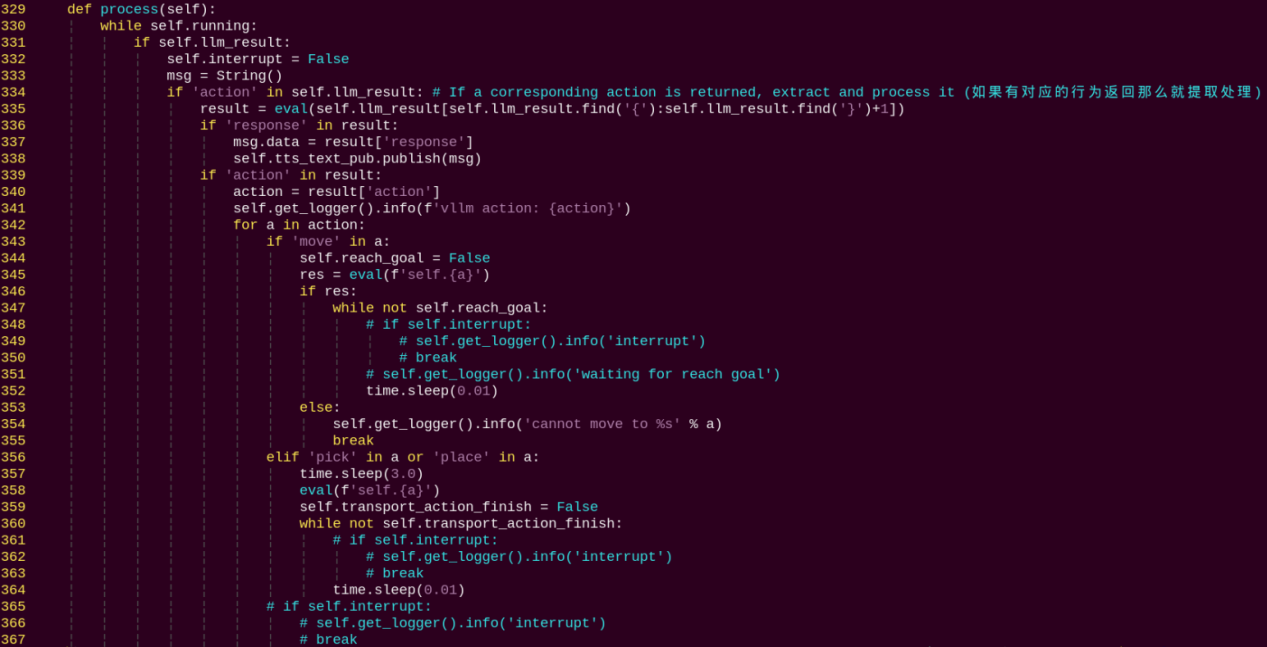 329     def process(self):
330         while self.running:
331             if self.llm_result:
332                 self.interrupt = False
333                 msg = String()
334                 if 'action' in self.llm_result: # If a corresponding action is returned, extract and process it (如果有对应的行为返回那么就提取处理)
335                     result = eval(self.llm_result[self.llm_result.find('{'):self.llm_result.find('}')+1])
336                     if 'response' in result:
337                         msg.data = result['response']
338                         self.tts_text_pub.publish(msg)
339                     if 'action' in result:
340                         action = result['action']
341                         self.get_logger().info(f'vllm action: {action}')
342                         for a in action:
343                             if 'move' in a:
344                                 self.reach_goal = False
345                                 res = eval(f'self.{a}')
346                                 if res:
347                                     while not self.reach_goal:
348                                         # if self.interrupt:
349                                             # self.get_logger().info('interrupt')
350                                             # break
351                                         # self.get_logger().info('waiting for reach goal')
352                                         time.sleep(0.01)
353                                 else:
354                                     self.get_logger().info('cannot move to %s' % a)
355                                     break
356                             elif 'pick' in a or 'place' in a:
357                                 time.sleep(3.0)
358                                 eval(f'self.{a}')
359                                 self.transport_action_finish = False
360                                 while not self.transport_action_finish:
361                                     # if self.interrupt:
362                                         # self.get_logger().info('interrupt')
363                                         # break
364                                     time.sleep(0.01)
365                             # if self.interrupt:
366                                 # self.get_logger().info('interrupt')
367                                 # break